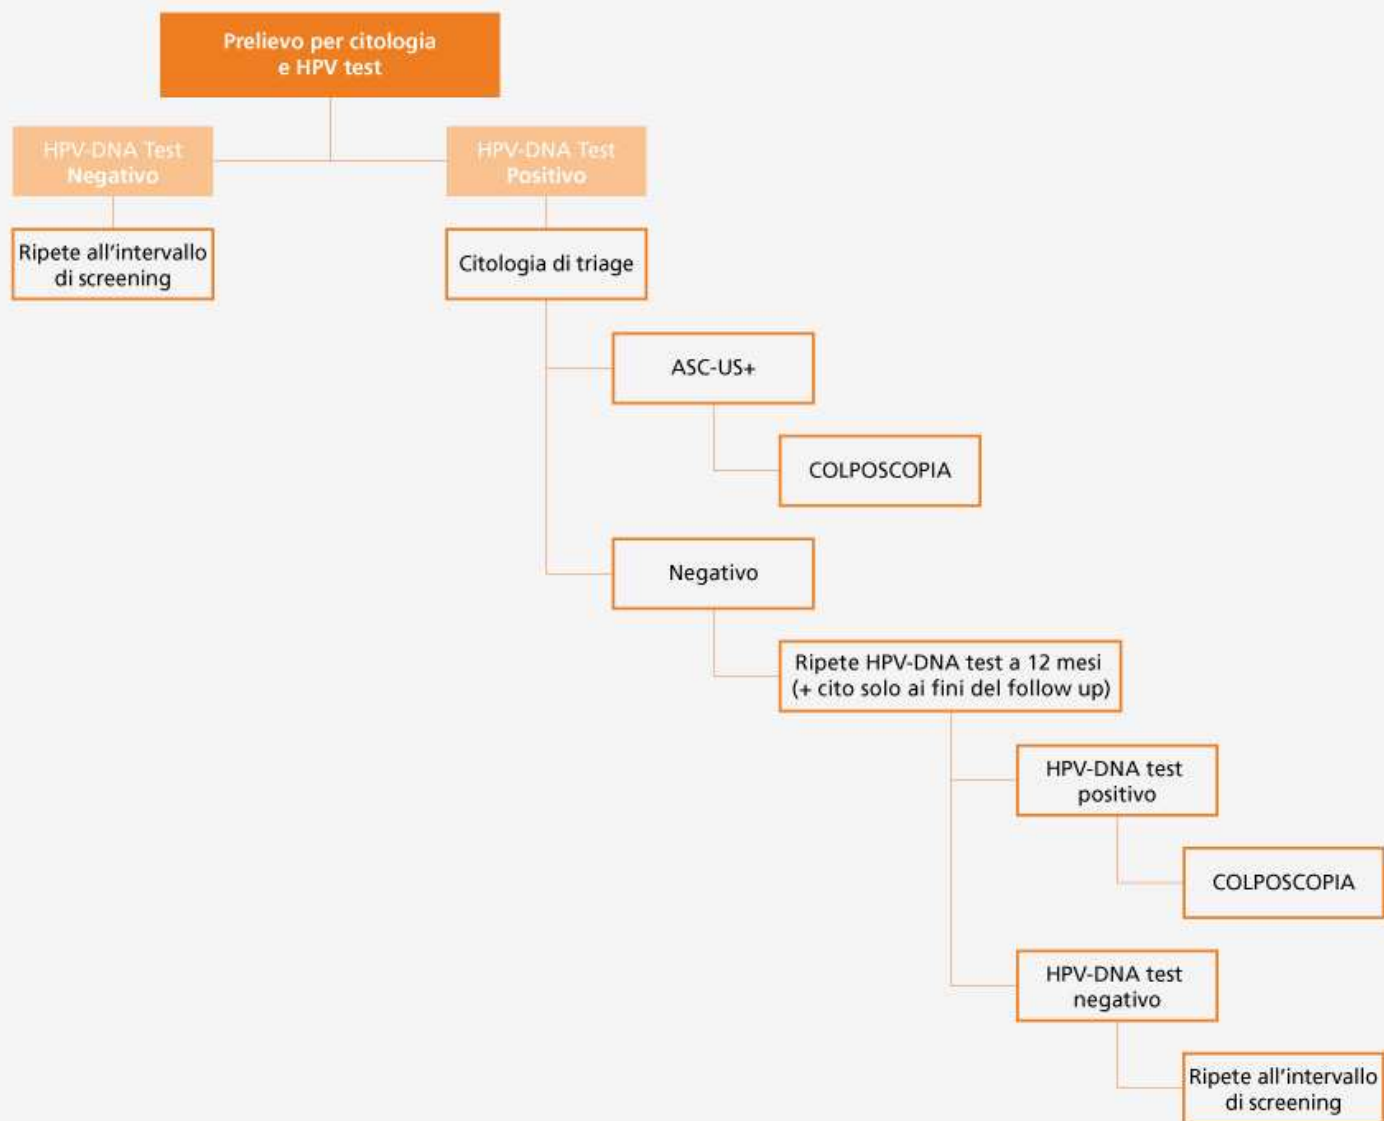 Prelievo per citologia
e HPV test
HPV-DNA Test
Negativo
HPV-DNA Test
Positivo
Ripete all'intervallo
di screening
Citologia di triage
ASC-US+
COLPOSCOPIA
Negativo
Ripete HPV-DNA test a 12 mesi
(+ cito solo ai fini del follow up)
HPV-DNA test
positivo
COLPOSCOPIA
HPV-DNA test
negativo
Ripete all'intervallo
di screening